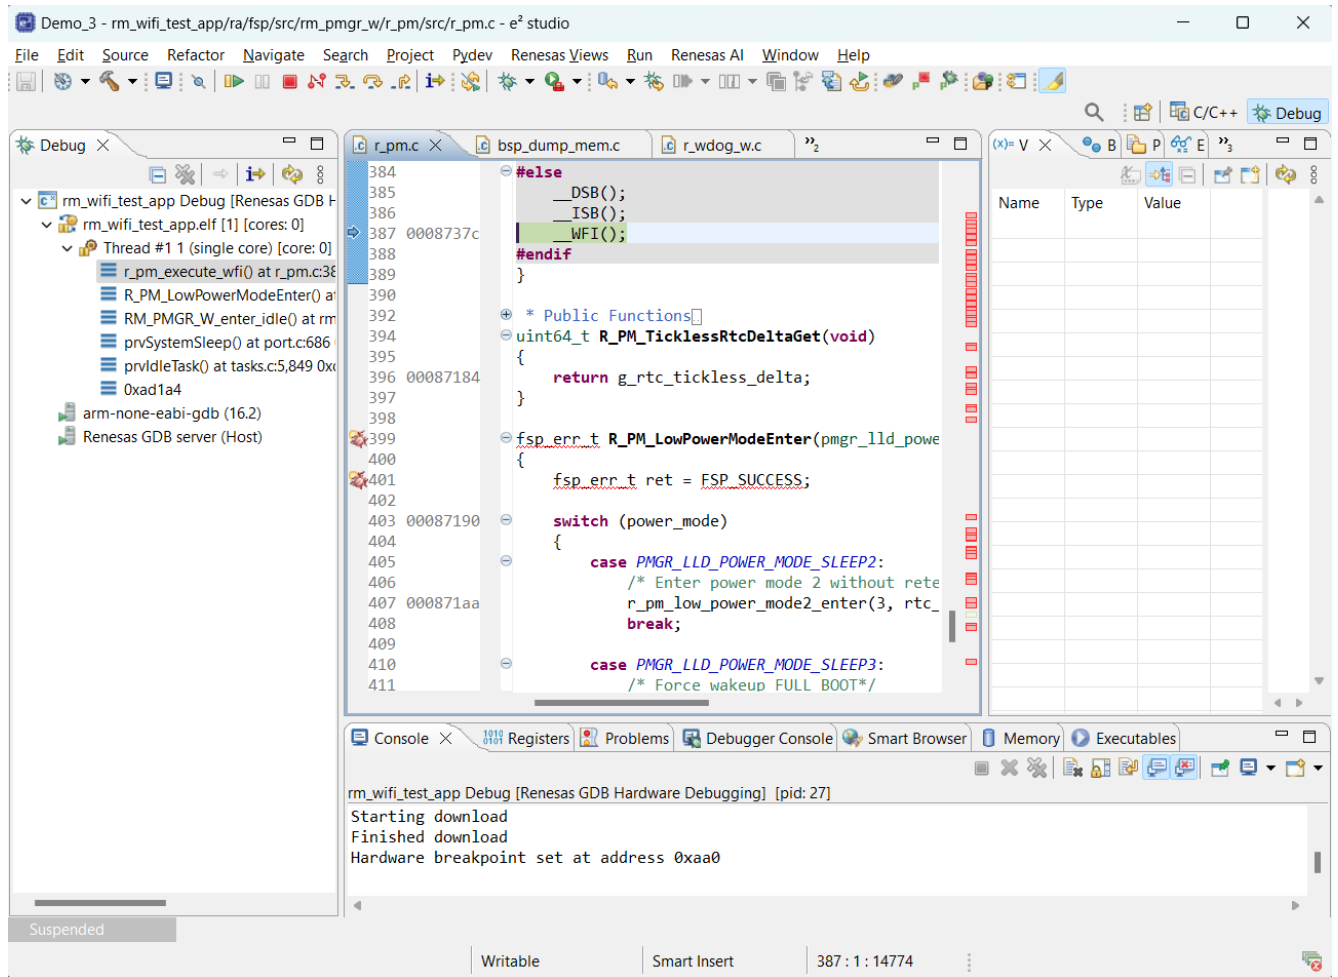 Demo_3 - rm_wifi_test_app/ra/fsp/src/rm_pmgr_w/r_pm/src/r_pm.c - e² studio
File Edit Source Refactor Navigate Search Project Pydev Renesas Views Run Renesas AI Window Help
C/C++ Debug
Debug
rm_wifi_test_app Debug [Renesas GDB H
rm_wifi_test_app.elf [1] [cores: 0]
Thread #1 1 (single core) [core: 0]
r_pm_execute_wfi() at r_pm.c:38
R_PM_LowPowerModeEnter() a
RM_PMGR_W_enter_idle() at rm
prvSystemSleep() at port.c:686
prvIdleTask() at tasks.c:5,849 0x
0xad1a4
arm-none-eabi-gdb (16.2)
Renesas GDB server (Host)
r_pm.c bsp_dump_mem.c r_wdog_w.c »2
384 #else
385 __DSB();
386 __ISB();
387 0008737c __WFI();
388 #endif
389 }
390
392 * Public Functions
394 uint64_t R_PM_TicklessRtcDeltaGet(void)
395 {
396 00087184 return g_rtc_tickless_delta;
397 }
398
399 fsp_err_t R_PM_LowPowerModeEnter(pmgr_lld_powe
400 {
401 fsp_err_t ret = FSP_SUCCESS;
402
403 00087190 switch (power_mode)
404 {
405 case PMGR_LLD_POWER_MODE_SLEEP2:
406 /* Enter power mode 2 without rete
407 000871aa r_pm_low_power_mode2_enter(3, rtc_
408 break;
409
410 case PMGR_LLD_POWER_MODE_SLEEP3:
411 /* Force wakeup FULL BOOT*/
(x)= V B P E »3
Name Type Value
Console Registers Problems Debugger Console Smart Browser Memory Executables
rm_wifi_test_app Debug [Renesas GDB Hardware Debugging] [pid: 27]
Starting download
Finished download
Hardware breakpoint set at address 0xaa0
Suspended
Writable Smart Insert 387 : 1 : 14774